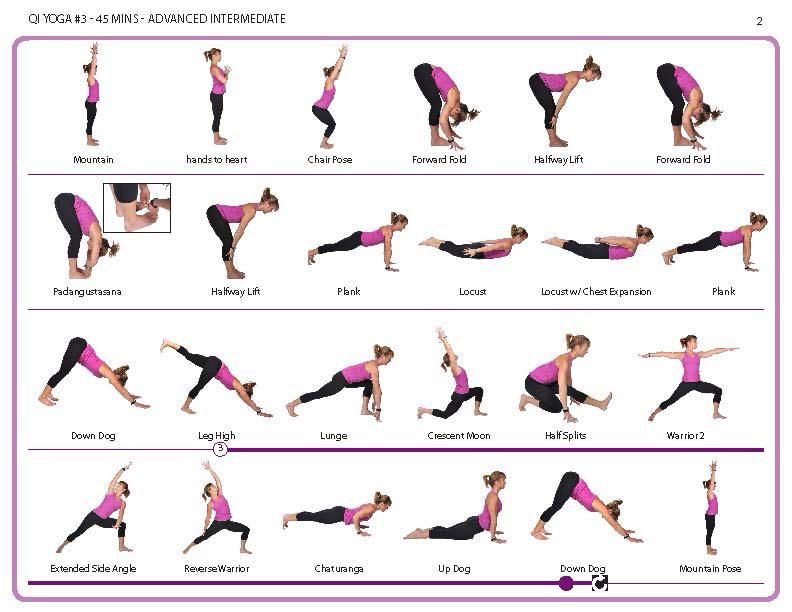 QI YOGA #3 - 45 MINS - ADVANCED INTERMEDIATE
2
Mountain
hands to heart
Chair Pose
Forward Fold
Halfway Lift
Forward Fold
Padangustasana
Halfway Lift
Plank
Locust
Locust w/ Chest Expansion
Plank
Down Dog
Leg High
Lunge
Crescent Moon
Half Splits
Warrior 2
3
Extended Side Angle
Reverse Warrior
Chaturanga
Up Dog
Down Dog
Mountain Pose